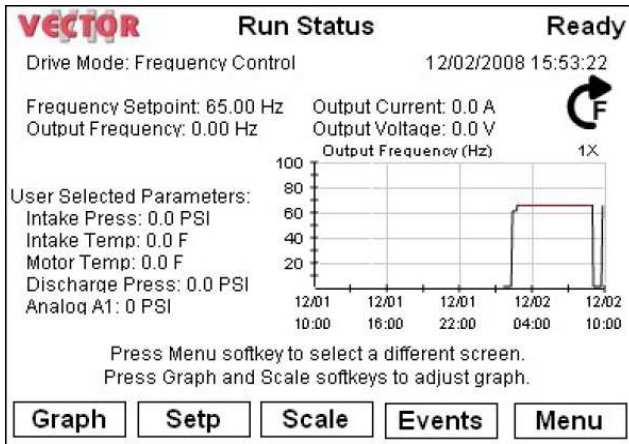 VECTOR Run Status Ready
Drive Mode: Frequency Control 12/02/2008 15:53:22
Frequency Setpoint: 65.00 Hz Output Current: 0.0 A
Output Frequency: 0.00 Hz Output Voltage: 0.0 V
F
Output Frequency (Hz) 1X
100
80
60
40
20
User Selected Parameters:
Intake Press: 0.0 PSI
Intake Temp: 0.0 F
Motor Temp: 0.0 F
Discharge Press: 0.0 PSI
Analog A1: 0 PSI
12/01 12/01 12/01 12/02 12/02
10:00 16:00 22:00 04:00 10:00
Press Menu softkey to select a different screen.
Press Graph and Scale softkeys to adjust graph.
Graph Setp Scale Events Menu